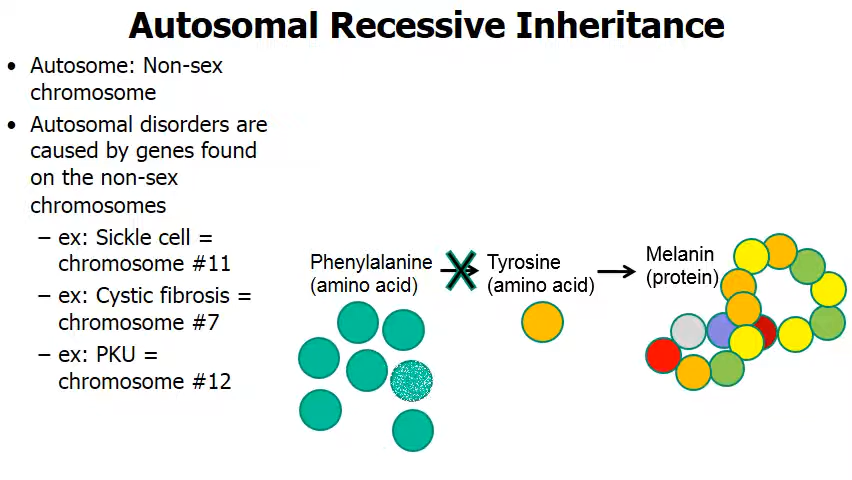 Autosomal Recessive Inheritance
• Autosome: Non-sex
chromosome
• Autosomal disorders are
caused by genes found
on the non-sex
chromosomes
– ex: Sickle cell =
chromosome #11
– ex: Cystic fibrosis =
chromosome #7
– ex: PKU =
chromosome #12
Phenylalanine
(amino acid)
Tyrosine
(amino acid)
Melanin
(protein)